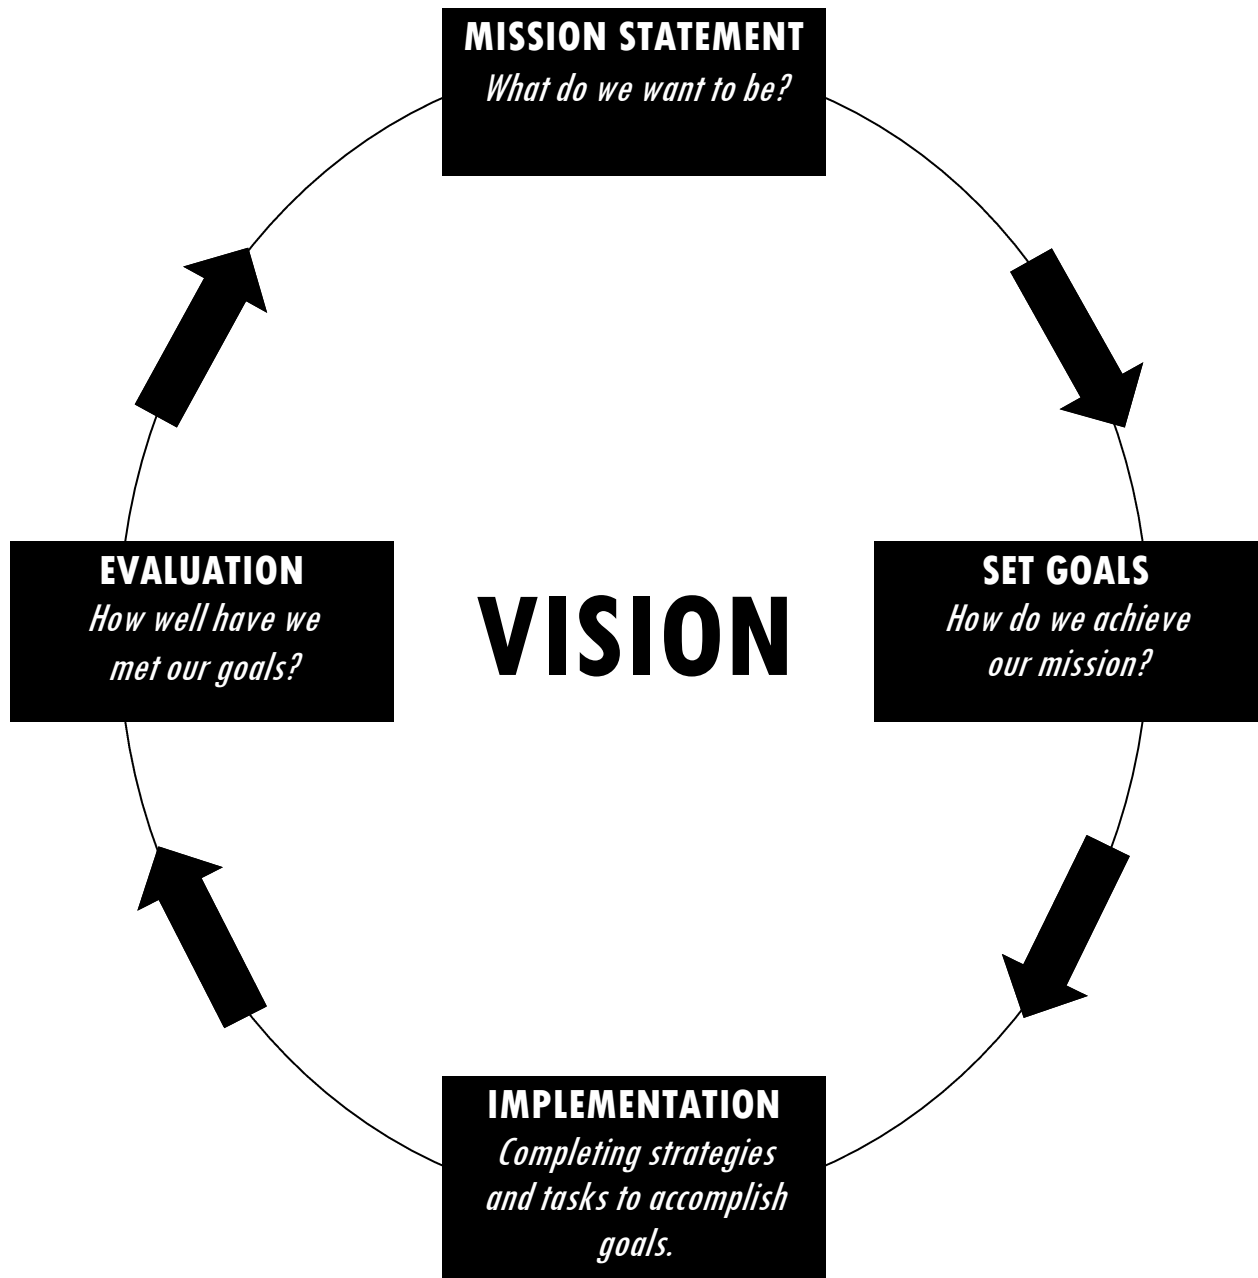 MISSION STATEMENT
What do we want to be?
EVALUATION
How well have we
met our goals?
VISION
SET GOALS
How do we achieve
our mission?
IMPLEMENTATION
Completing strategies
and tasks to accomplish
goals.